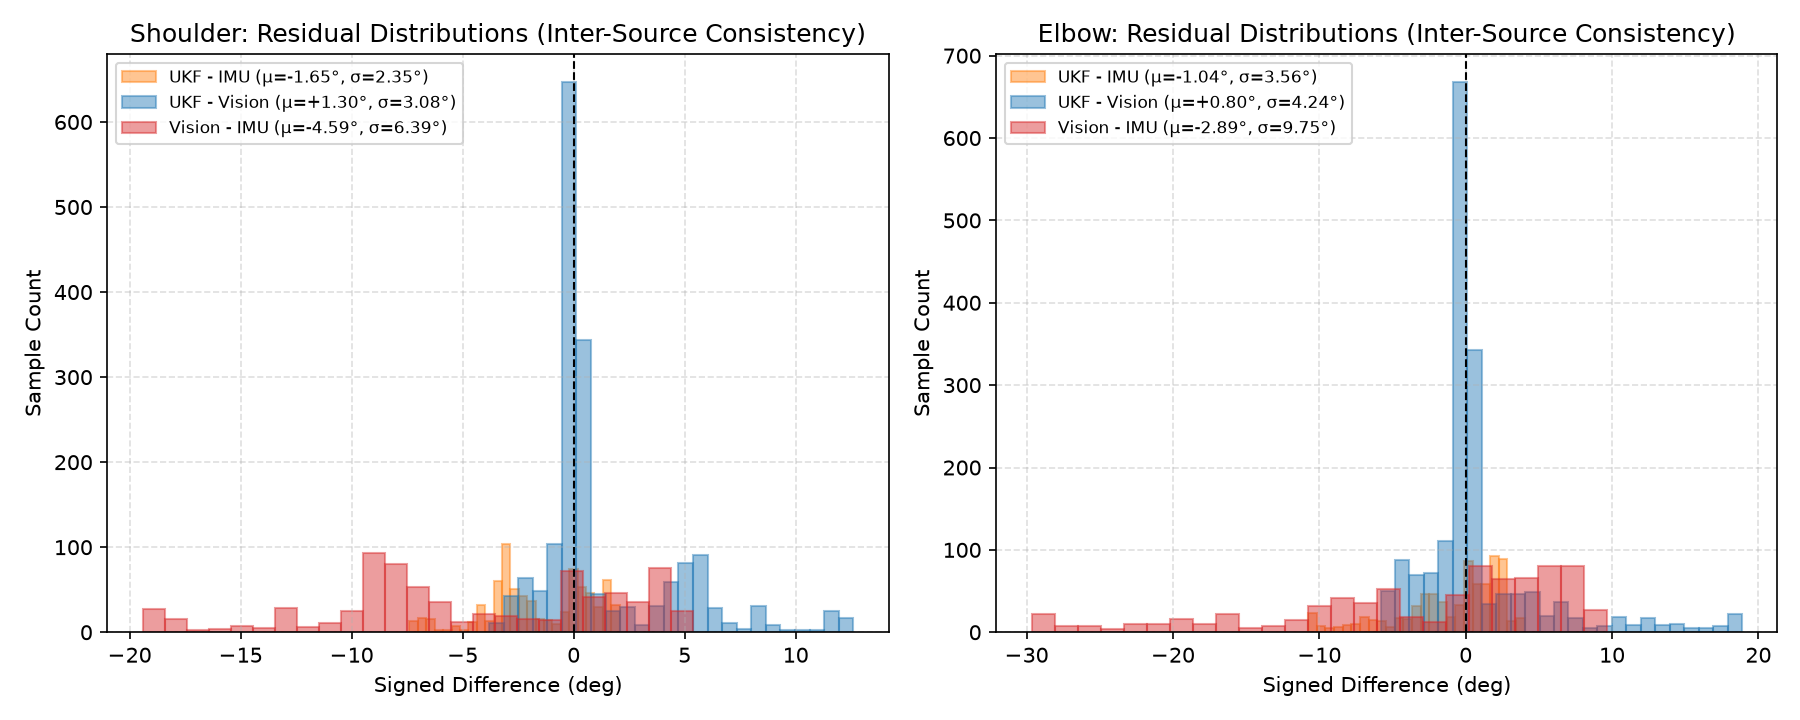 Shoulder: Residual Distributions (Inter-Source Consistency)
UKF - IMU (μ=-1.65°, σ=2.35°)
UKF - Vision (μ=+1.30°, σ=3.08°)
Vision - IMU (μ=-4.59°, σ=6.39°)
600
500
400
300
200
100
0
Sample Count
−20
−15
−10
−5
0
5
10
Signed Difference (deg)
Elbow: Residual Distributions (Inter-Source Consistency)
UKF - IMU (μ=-1.04°, σ=3.56°)
UKF - Vision (μ=+0.80°, σ=4.24°)
Vision - IMU (μ=-2.89°, σ=9.75°)
700
600
500
400
300
200
100
0
Sample Count
−30
−20
−10
0
10
20
Signed Difference (deg)